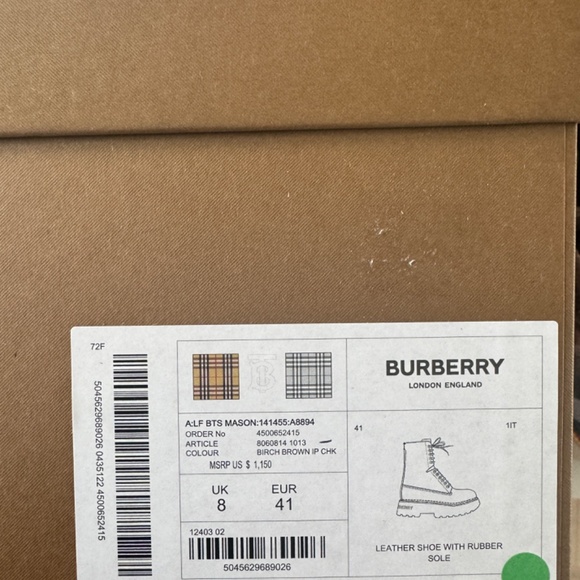 72F
5045629689026 0435122 4500652415
BURBERRY
LONDON ENGLAND
A:LF BTS MASON:141455:A8894
ORDER No 4500652415
ARTICLE 8060814 1013
COLOUR BIRCH BROWN IP CHK
MSRP US $ 1,150
UK EUR
8 41
41 1IT
LEATHER SHOE WITH RUBBER
SOLE
12403 02
5045629689026